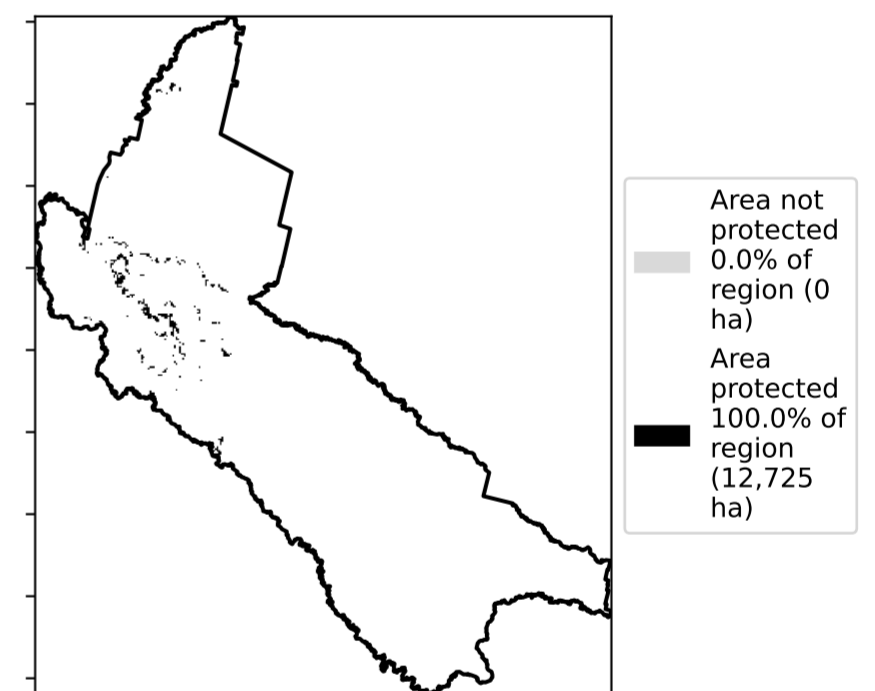 Area not
protected
0.0% of
region (0
ha)
Area
protected
100.0% of
region
(12,725
ha)